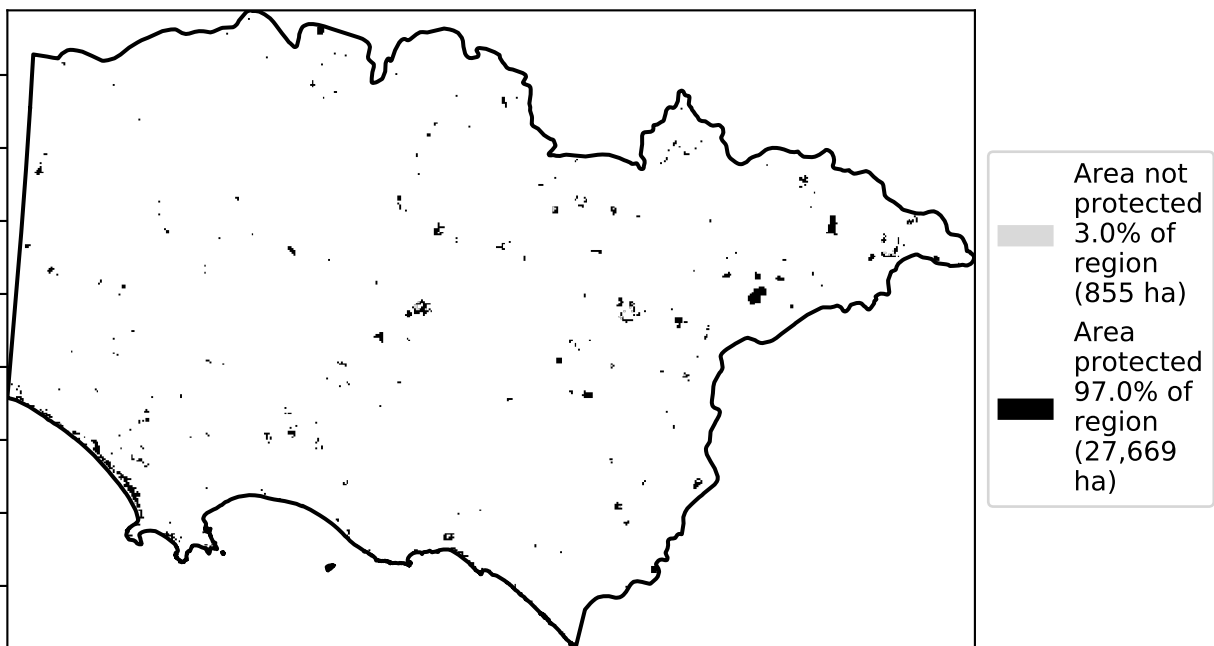 Area not
protected
3.0% of
region
(855 ha)
Area
protected
97.0% of
region
(27,669
ha)